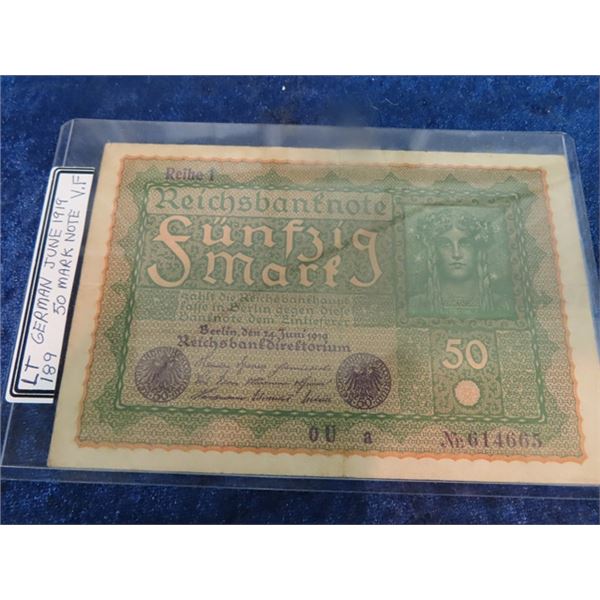 LT GERMAN JUNE 1919
189 50 MARK NOTE V.F
Reihe 1
Reichsbanknote
Fünfzig
Mark
zahlt die Reichsbankhaupt
kasse in Berlin gegen diese
Banknote dem Einlieferer
Berlin, den 24. Juni 1919
Reichsbankdirektorium
50
0U a
Nr. 614665